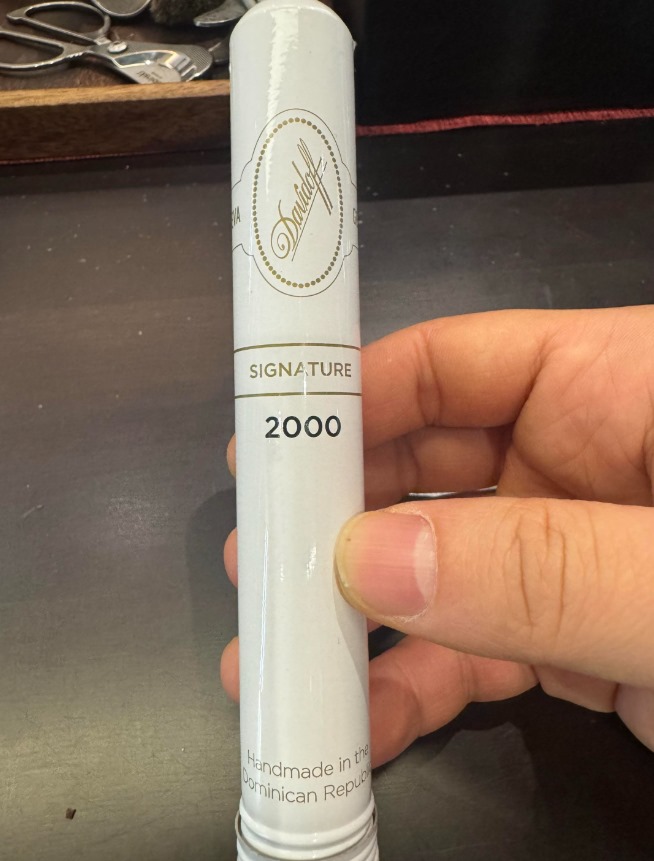 Davidoff
SIGNATURE
2000
Handmade in the
Dominican